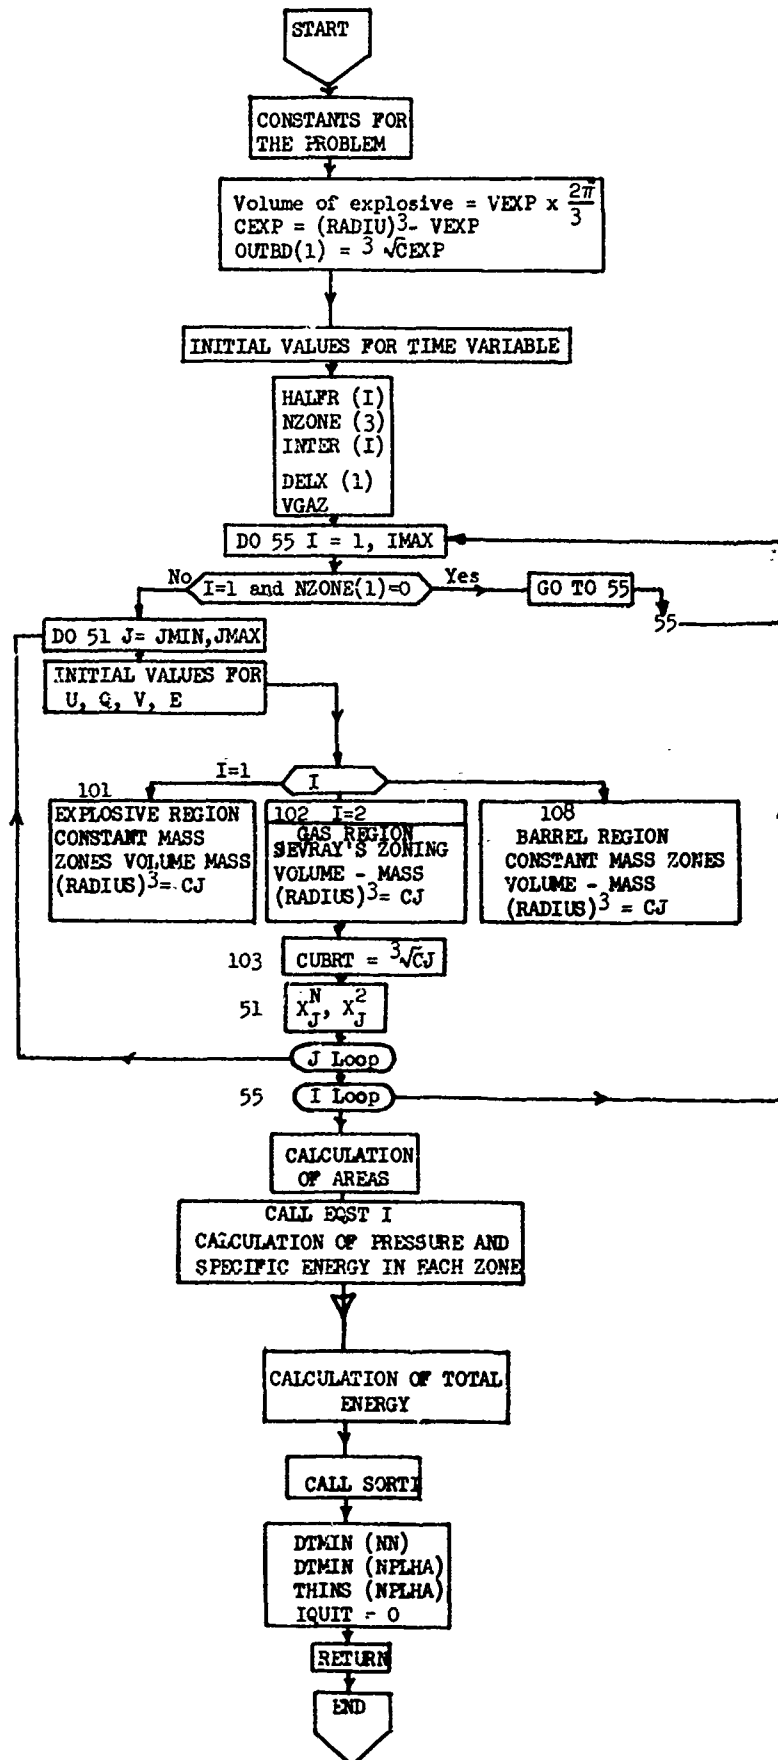 START
CONSTANTS FOR
THE PROBLEM
Volume of explosive = VEXP x 2π/3
CEXP = (RADIU)³- VEXP
OUTBD(1) = ³√CEXP
INITIAL VALUES FOR TIME VARIABLE
HALFR (I)
NZONE (3)
INTER (I)
DELX (1)
VGAZ
DO 55 I = 1, IMAX
No
I=1 and NZONE(1)=0
Yes
GO TO 55
55
DO 51 J= JMIN,JMAX
INITIAL VALUES FOR
U, Q, V, E
I=1
I
101
EXPLOSIVE REGION
CONSTANT MASS
ZONES VOLUME MASS
(RADIUS)³= CJ
102 I=2
GAS REGION
SEVRAY'S ZONING
VOLUME - MASS
(RADIUS)³= CJ
108
BARREL REGION
CONSTANT MASS ZONES
VOLUME - MASS
(RADIUS)³ = CJ
103
CUBRT = ³√CJ
51
X_J^N, X_J^2
J Loop
55
I Loop
CALCULATION
OF AREAS
CALL EQST I
CALCULATION OF PRESSURE AND
SPECIFIC ENERGY IN EACH ZONE
CALCULATION OF TOTAL
ENERGY
CALL SORTI
DTMIN (NN)
DTMIN (NPLHA)
THINS (NPLHA)
IQUIT = 0
RETURN
END